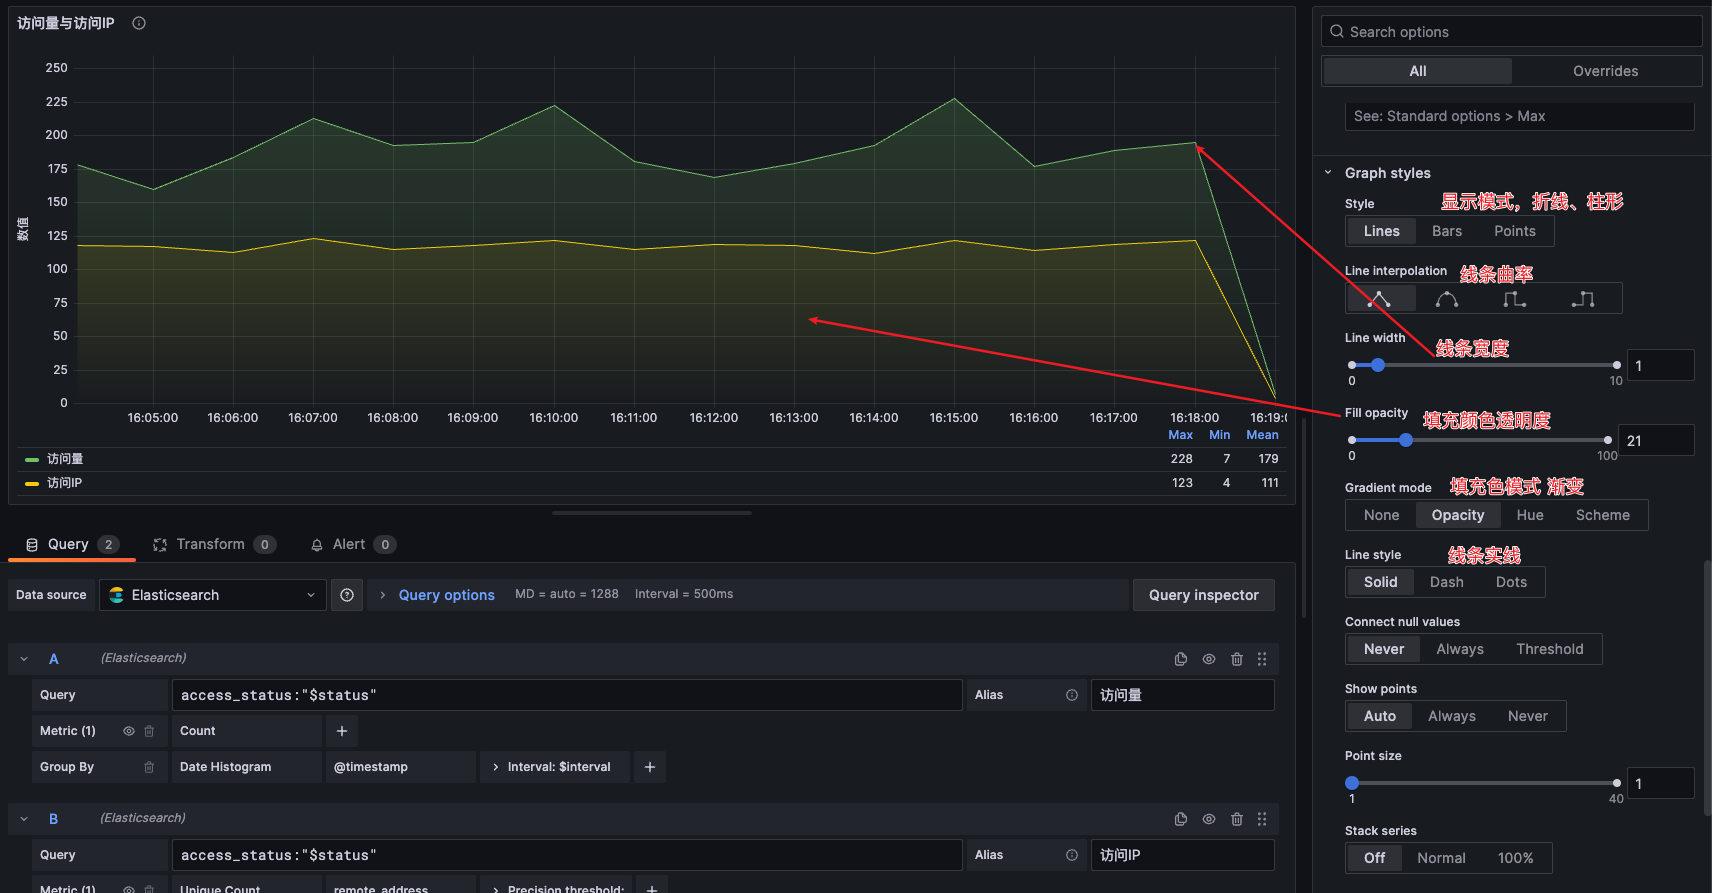 访问量与访问IP
250
225
200
175
150
125
100
75
50
25
0
数值
16:05:00 16:06:00 16:07:00 16:08:00 16:09:00 16:10:00 16:11:00 16:12:00 16:13:00 16:14:00 16:15:00 16:16:00 16:17:00 16:18:00 16:19:0
Max Min Mean
访问量 228 7 179
访问IP 123 4 111
Query 2 Transform 0 Alert 0
Data source Elasticsearch Query options MD = auto = 1288 Interval = 500ms Query inspector
A (Elasticsearch)
Query access_status:"$status" Alias 访问量
Metric (1) Count +
Group By Date Histogram @timestamp > Interval: $interval +
B (Elasticsearch)
Query access_status:"$status" Alias 访问IP
Metric (1) Unique Count remote_address > Precision threshold: +
Search options
All Overrides
See: Standard options > Max
Graph styles
Style 显示模式，折线、柱形
Lines Bars Points
Line interpolation 线条曲率
Line width 线条宽度
1
0 10
Fill opacity 填充颜色透明度
21
0 100
Gradient mode 填充色模式 渐变
None Opacity Hue Scheme
Line style 线条实线
Solid Dash Dots
Connect null values
Never Always Threshold
Show points
Auto Always Never
Point size
1
1 40
Stack series
Off Normal 100%